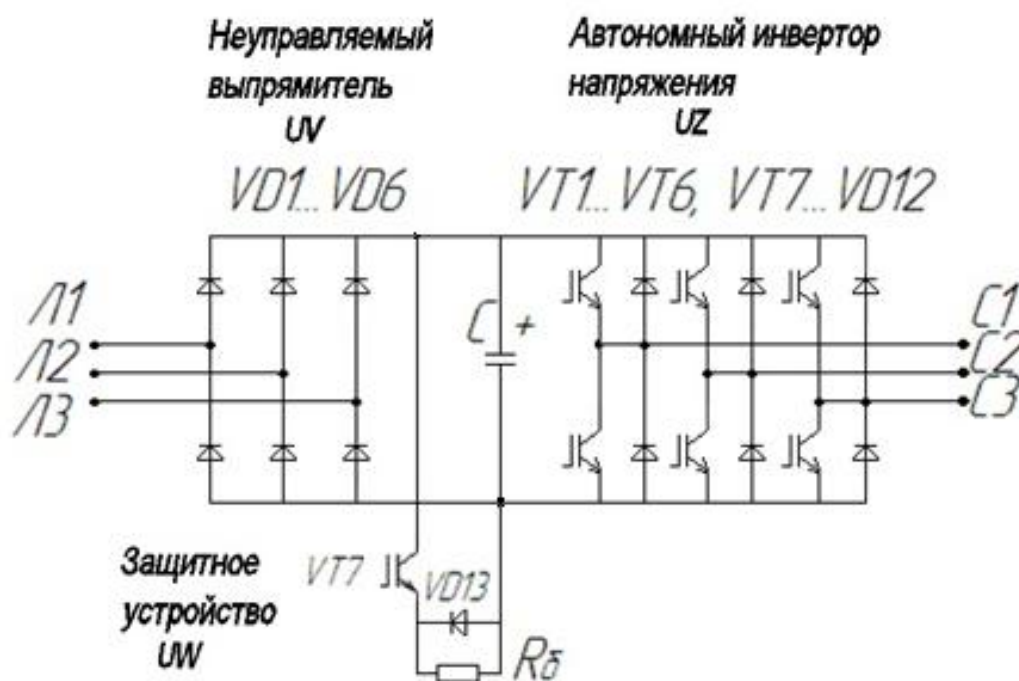 Неуправляемый
выпрямитель
UV
Автономный инвертор
напряжения
UZ
VD1... VD6
VT1... VT6, VT7... VD12
Л1
Л2
Л3
C +
C1
C2
C3
Защитное
устройство
UW
VT7
VD13
Rб